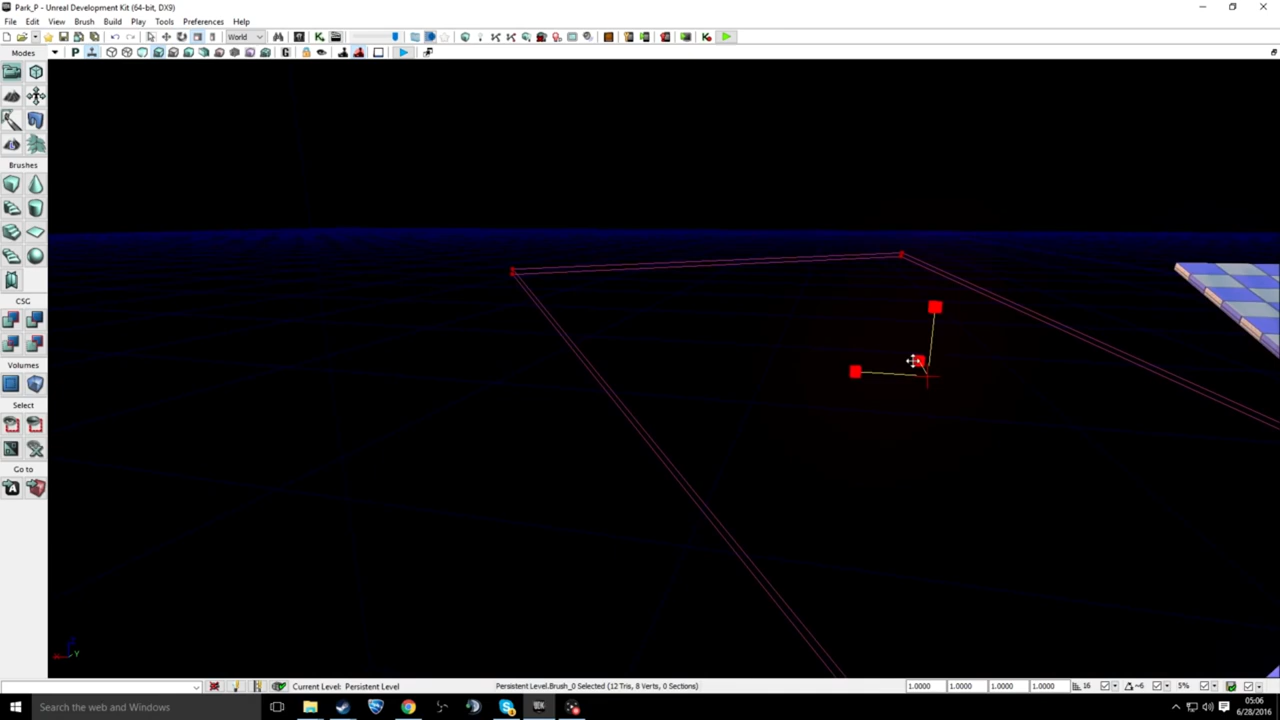 Park_P - Unreal Development Kit (64-bit, DX9)
File Edit View Brush Build Play Tools Preferences Help
World
Modes
P
Brushes
CSG
Volumes
Select
Go to
Y
Current Level: Persistent Level
Persistent Level.Brush_0 Selected (12 Tris, 8 Verts, 0 Sections)
1.0000 1.0000 1.0000 1.0000 16 ~6 5%
Search the web and Windows
05:06
6/28/2016